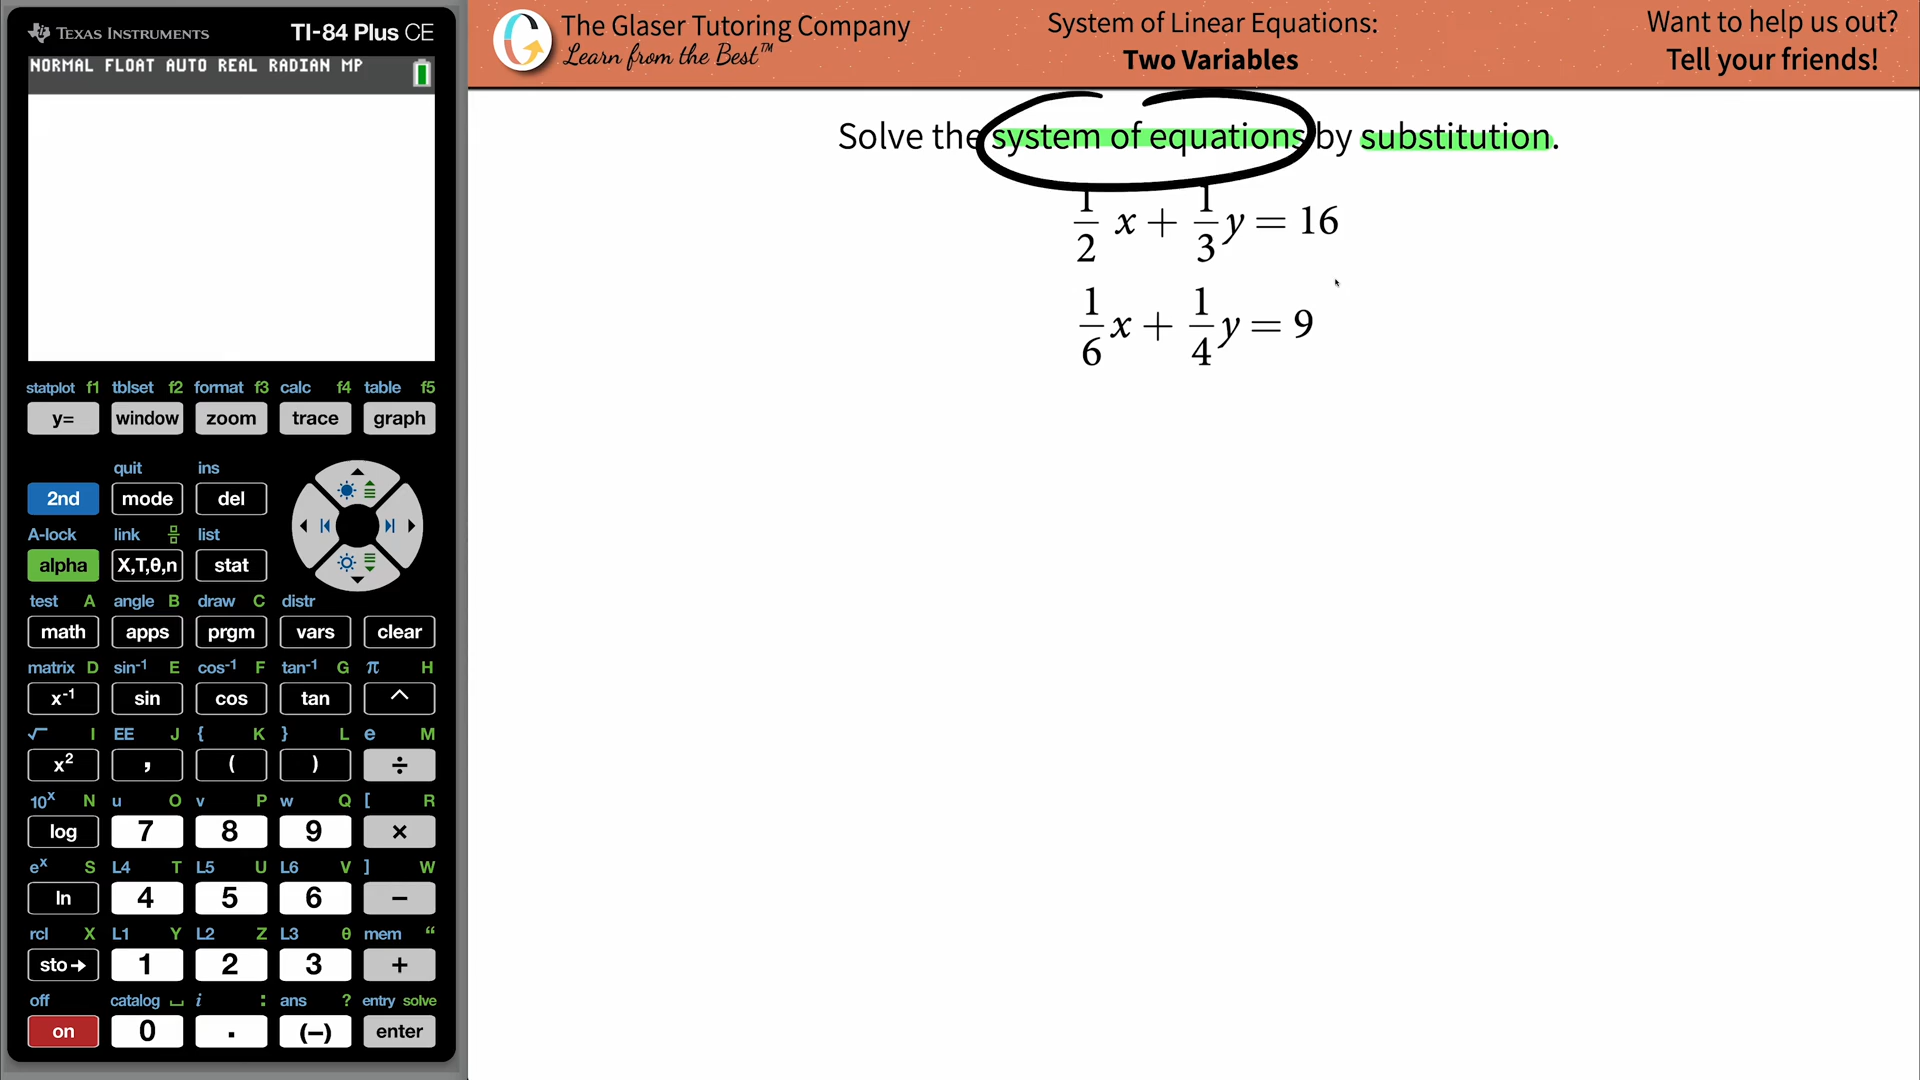 TEXAS INSTRUMENTS TI-84 Plus CE
NORMAL FLOAT AUTO REAL RADIAN MP
statplot f1 tblset f2 format f3 calc f4 table f5
y= window zoom trace graph
quit ins
2nd mode del
A-lock link list
alpha X,T,θ,n stat
test A angle B draw C distr
math apps prgm vars clear
matrix D sin⁻¹ E cos⁻¹ F tan⁻¹ G π H
x⁻¹ sin cos tan ^
√ I EE J { K } L e M
x² , ( ) ÷
10ˣ N u O v P w Q [ R
log 7 8 9 ×
eˣ S L4 T L5 U L6 V ] W
ln 4 5 6 −
rcl X L1 Y L2 Z L3 θ mem “
sto→ 1 2 3 +
off catalog ⎵ i : ans ? entry solve
on 0 . (−) enter
The Glaser Tutoring Company
Learn from the Best™
System of Linear Equations:
Two Variables
Want to help us out?
Tell your friends!
Solve the system of equations by substitution.
1/2 x + 1/3 y = 16
1/6 x + 1/4 y = 9